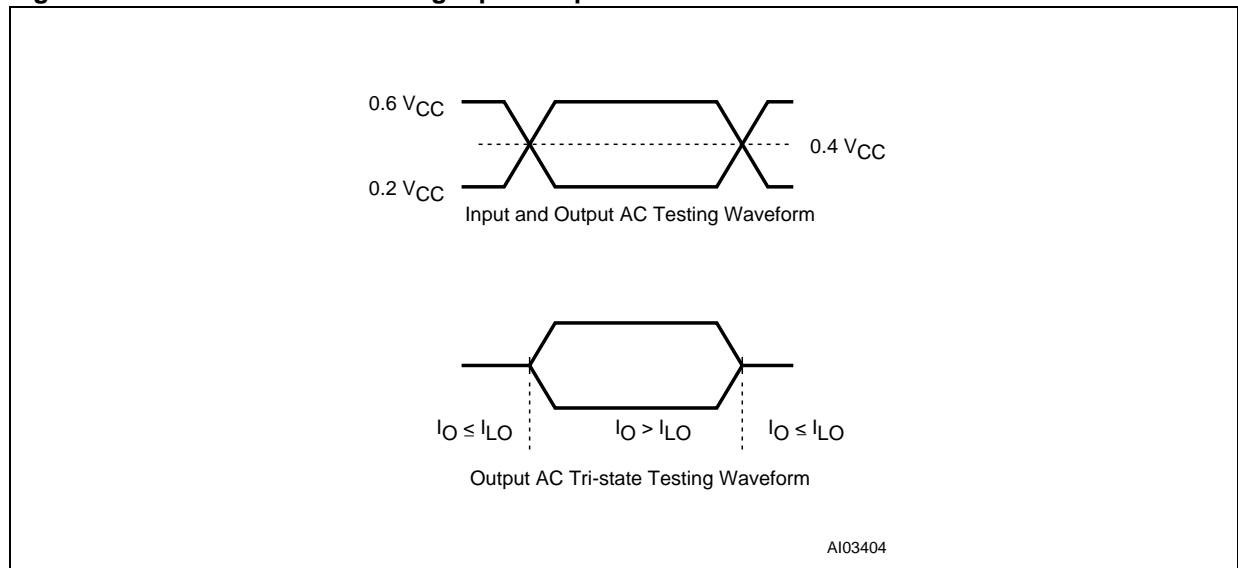 0.6 VCC
0.4 VCC
0.2 VCC
Input and Output AC Testing Waveform
IO ≤ ILO IO > ILO IO ≤ ILO
Output AC Tri-state Testing Waveform
AI03404